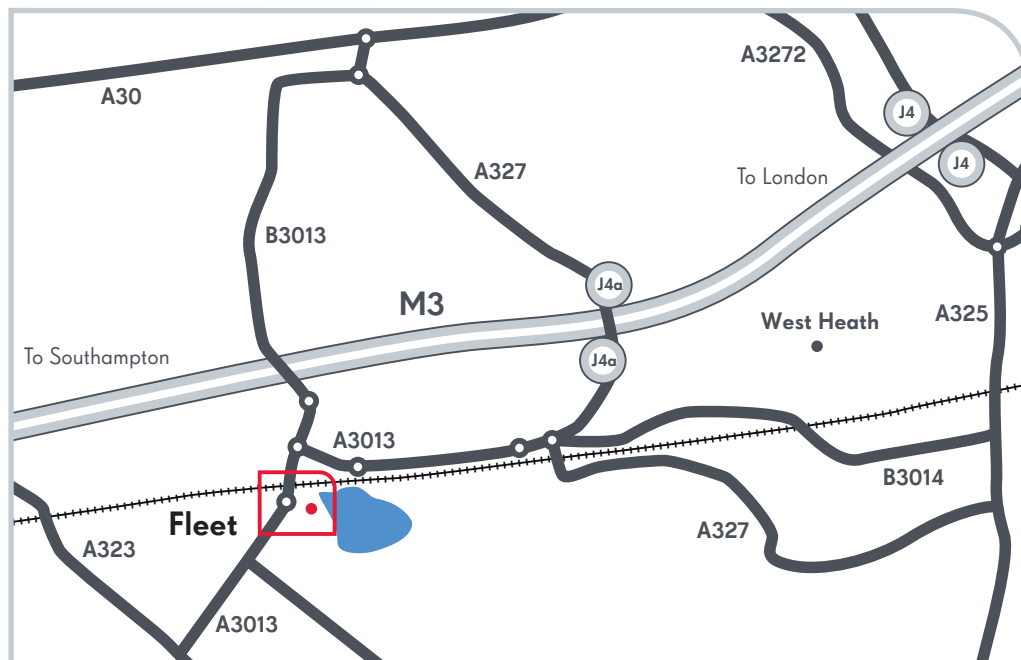 A3272
A30
J4
J4
A327
To London
B3013
J4a
M3
A325
West Heath
To Southampton
J4a
A3013
B3014
Fleet
A327
A323
A3013